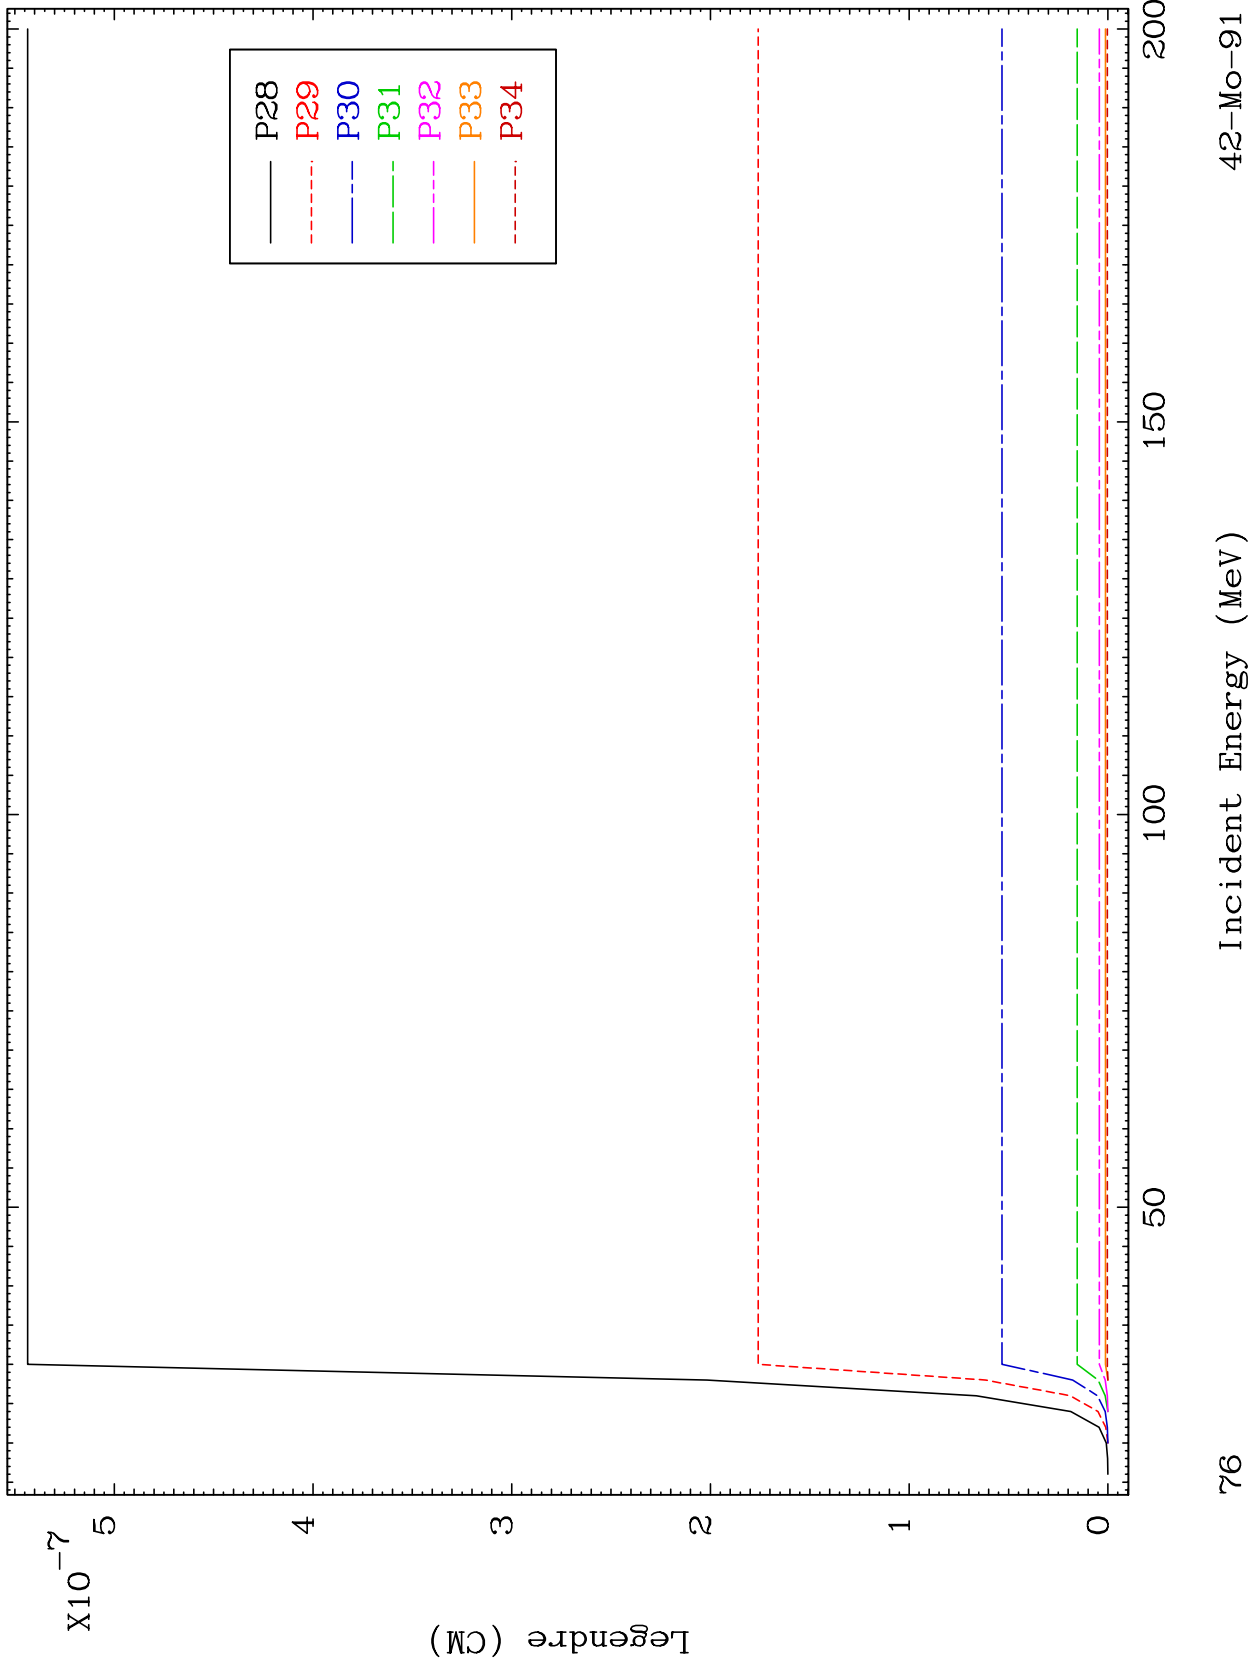 X10-7
5
4
3
2
1
0
Legendre (CM)
P28
P29
P30
P31
P32
P33
P34
50
100
150
200
Incident Energy (MeV)
76
42-Mo-91